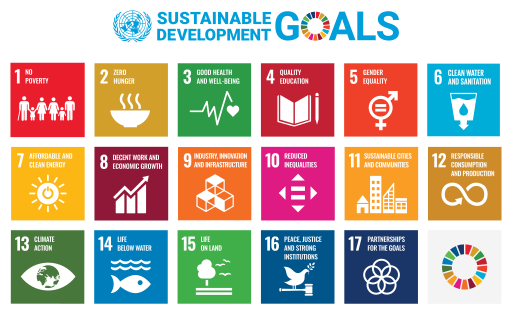 SUSTAINABLE
DEVELOPMENT
GOALS
1 NO
POVERTY
2 ZERO
HUNGER
3 GOOD HEALTH
AND WELL-BEING
4 QUALITY
EDUCATION
5 GENDER
EQUALITY
6 CLEAN WATER
AND SANITATION
7 AFFORDABLE AND
CLEAN ENERGY
8 DECENT WORK AND
ECONOMIC GROWTH
9 INDUSTRY, INNOVATION
AND INFRASTRUCTURE
10 REDUCED
INEQUALITIES
11 SUSTAINABLE CITIES
AND COMMUNITIES
12 RESPONSIBLE
CONSUMPTION
AND PRODUCTION
13 CLIMATE
ACTION
14 LIFE
BELOW WATER
15 LIFE
ON LAND
16 PEACE, JUSTICE
AND STRONG
INSTITUTIONS
17 PARTNERSHIPS
FOR THE GOALS